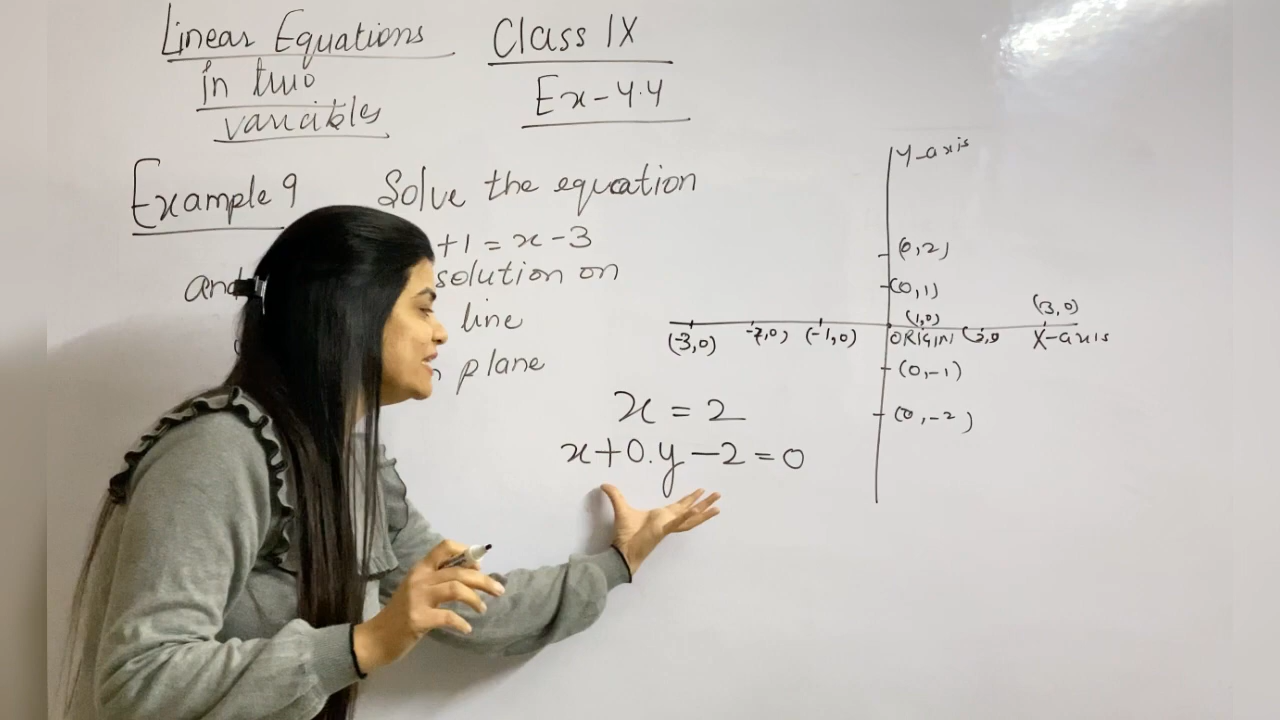 Linear Equations
in two
variables
Class IX
Ex-4.4
Example 9 Solve the equation
+1 = x-3
and solution on
line
plane
x = 2
x+0.y-2=0
Y-axis
(0,2)
(0,1)
(1,0)
(3,0)
(-3,0) -2,0) (-1,0) ORIGIN X-axis
(0,-1)
(0,-2)